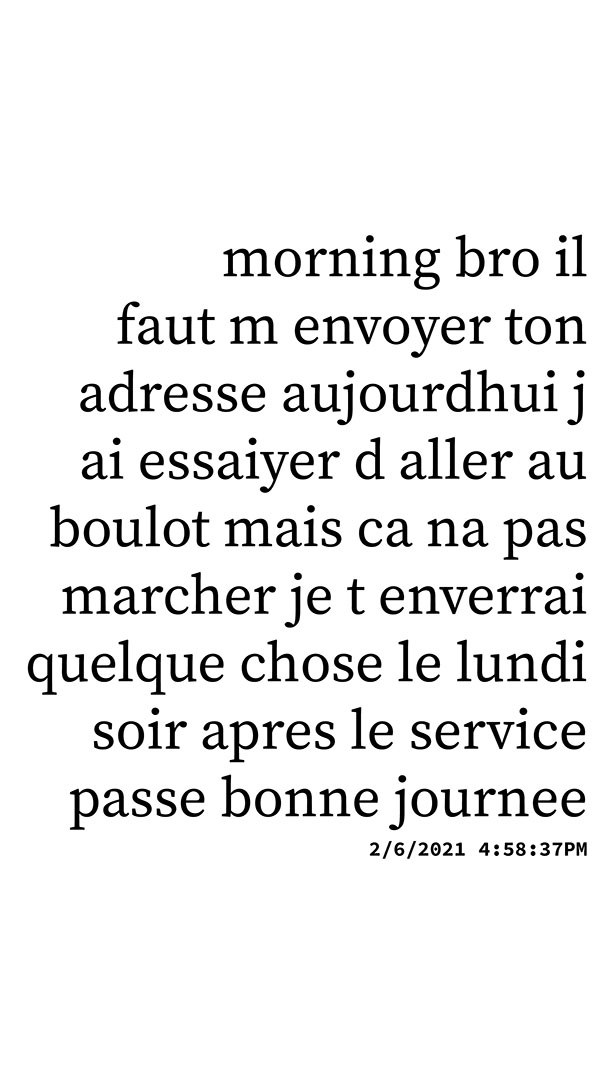 morning bro il
faut m envoyer ton
adresse aujourdhui j
ai essaiyer d aller au
boulot mais ca na pas
marcher je t enverrai
quelque chose le lundi
soir apres le service
passe bonne journee
2/6/2021 4:58:37PM